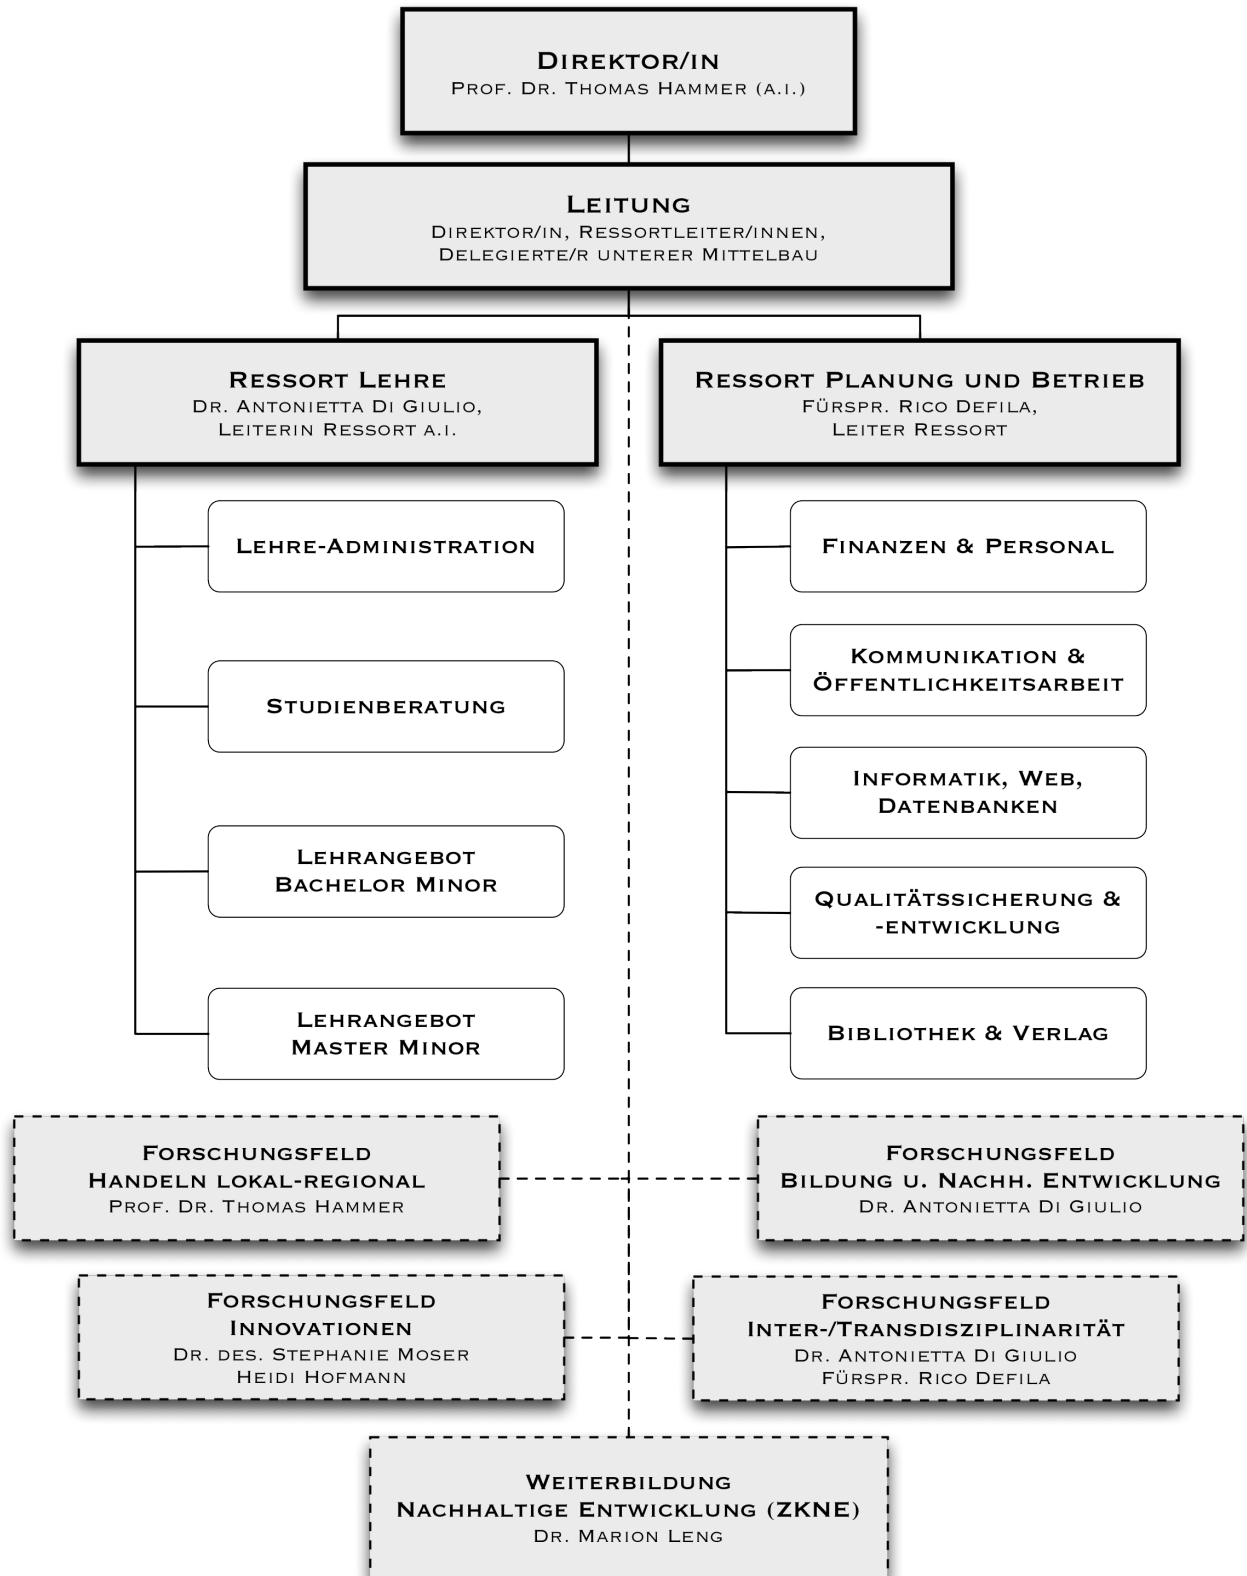 Direktor/in
Prof. Dr. Thomas Hammer (a.i.)
Leitung
Direktor/in, Ressortleiter/innen,
Delegierte/r unterer Mittelbau
Ressort Lehre
Dr. Antonietta Di Giulio,
Leiterin Ressort a.i.
Ressort Planung und Betrieb
Fürspr. Rico Defila,
Leiter Ressort
Lehre-Administration
Studienberatung
Lehrangebot
Bachelor Minor
Lehrangebot
Master Minor
Finanzen & Personal
Kommunikation &
Öffentlichkeitsarbeit
Informatik, Web,
Datenbanken
Qualitätssicherung &
-entwicklung
Bibliothek & Verlag
Forschungsfeld
Handeln lokal-regional
Prof. Dr. Thomas Hammer
Forschungsfeld
Bildung u. Nachh. Entwicklung
Dr. Antonietta Di Giulio
Forschungsfeld
Innovationen
Dr. des. Stephanie Moser
Heidi Hofmann
Forschungsfeld
Inter-/Transdisziplinarität
Dr. Antonietta Di Giulio
Fürspr. Rico Defila
Weiterbildung
Nachhaltige Entwicklung (ZKNE)
Dr. Marion Leng